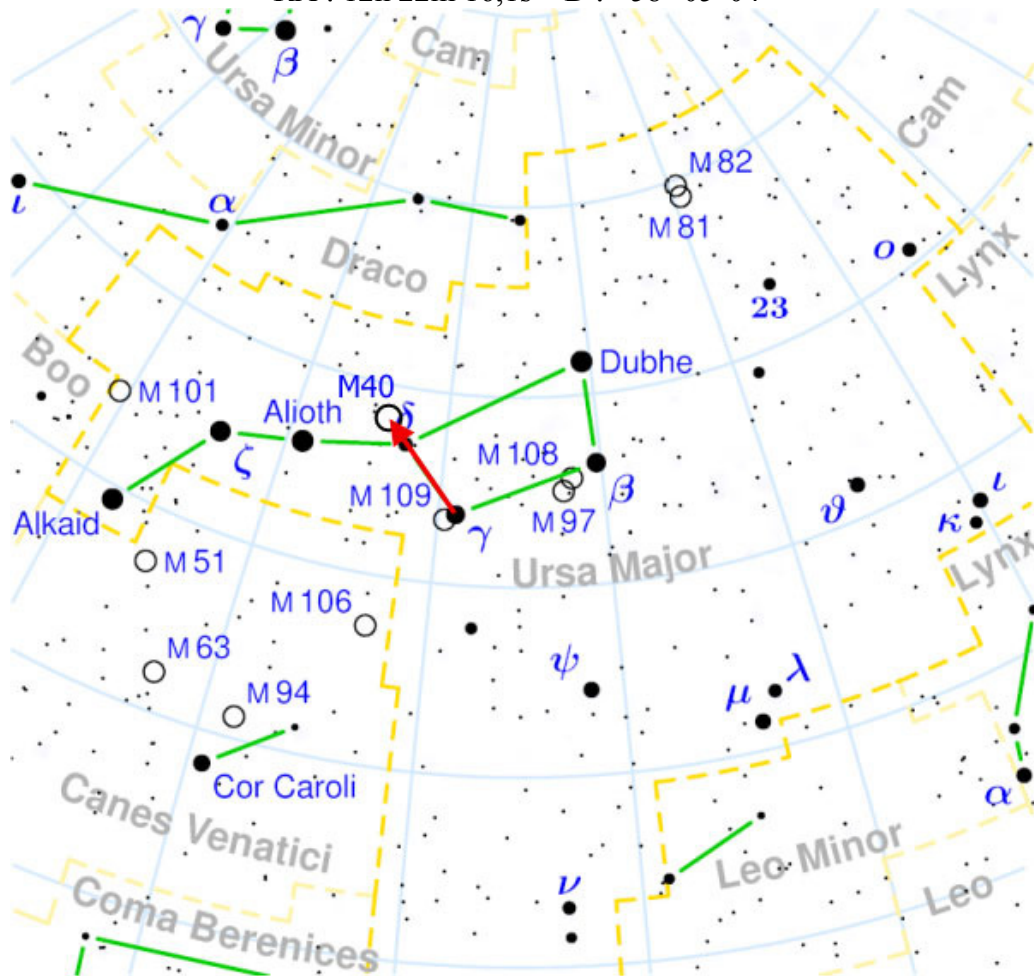 γ
β
Cam
Ursa Minor
Cam
M 82
ι
α
M 81
ο
Lynx
Draco
23
Boo
Dubhe
M 101
M40
Alioth
δ
ζ
M 108
β
M 109
Alkaid
γ
M 97
ϑ
ι
κ
M 51
Ursa Major
Lynx
M 106
M 63
ψ
λ
M 94
μ
Cor Caroli
α
Canes Venatici
Leo Minor
Leo
ν
Coma Berenices